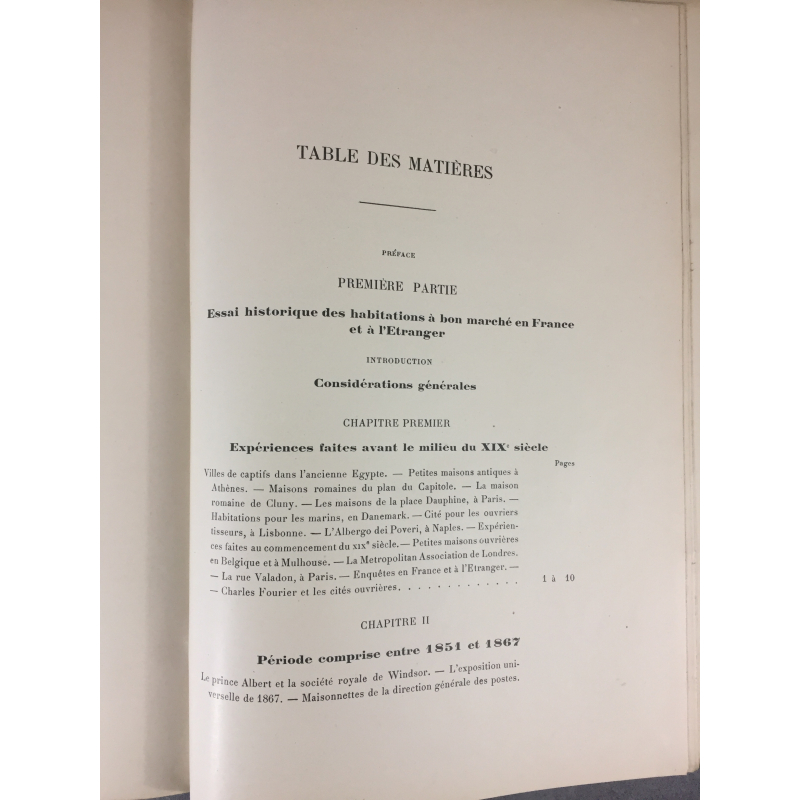 TABLE DES MATIÈRES
PRÉFACE
PREMIÈRE PARTIE
Essai historique des habitations à bon marché en France
et à l'Etranger
INTRODUCTION
Considérations générales
CHAPITRE PREMIER
Expériences faites avant le milieu du XIXe siècle
Pages
Villes de captifs dans l'ancienne Egypte. — Petites maisons antiques à
Athènes. — Maisons romaines du plan du Capitole. — La maison
romaine de Cluny. — Les maisons de la place Dauphine, à Paris. —
Habitations pour les marins, en Danemark. — Cité pour les ouvriers
tisseurs, à Lisbonne. — L'Albergo dei Poveri, à Naples. — Expérien-
ces faites au commencement du XIXe siècle. — Petites maisons ouvrières
en Belgique et à Mulhouse. — La Metropolitan Association de Londres.
— La rue Valadon, à Paris. — Enquêtes en France et à l'Etranger. —
— Charles Fourier et les cités ouvrières. . . . . . . . . . . . . . 1 à 10
CHAPITRE II
Période comprise entre 1851 et 1867
Le prince Albert et la société royale de Windsor. — L'exposition uni-
verselle de 1867. — Maisonnettes de la direction générale des postes.